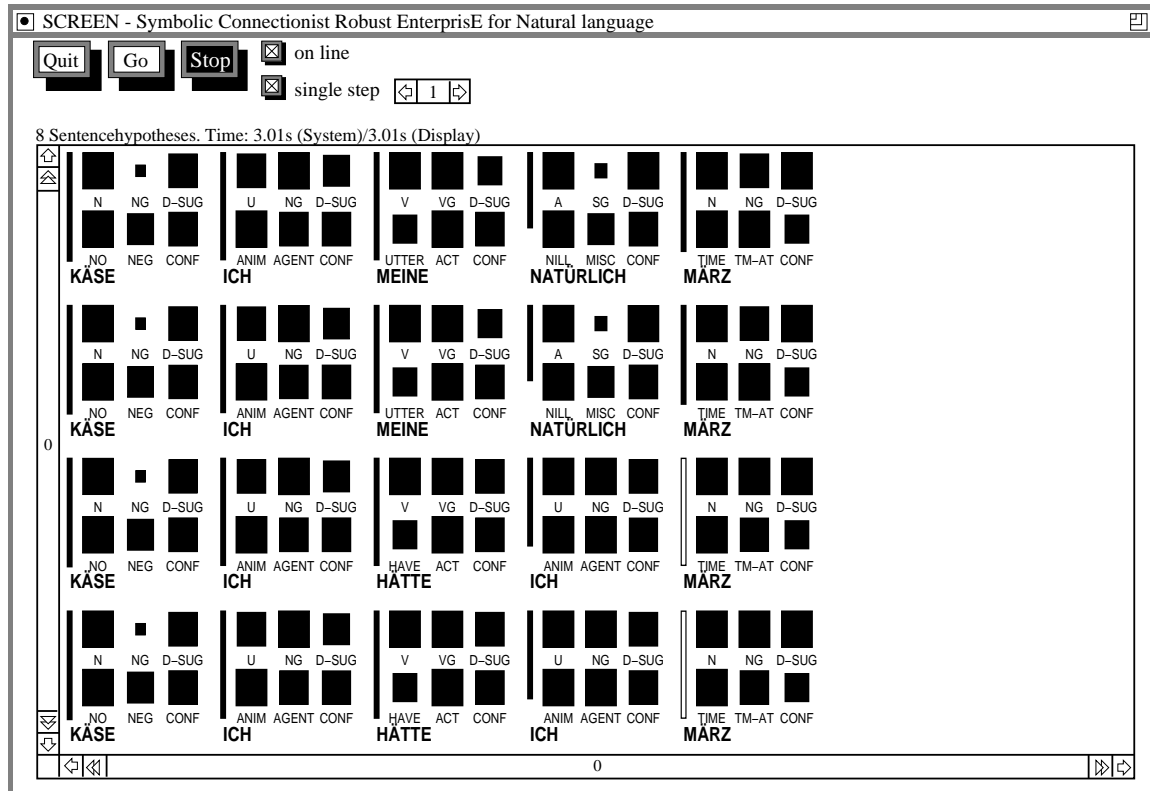 SCREEN - Symbolic Connectionist Robust EnterprisE for Natural language
Quit Go Stop on line
single step 1
8 Sentencehypotheses. Time: 3.01s (System)/3.01s (Display)
N NG D-SUG U NG D-SUG V VG D-SUG A SG D-SUG N NG D-SUG
NO NEG CONF ANIM AGENT CONF UTTER ACT CONF NILL MISC CONF TIME TM-AT CONF
KÄSE ICH MEINE NATÜRLICH MÄRZ
N NG D-SUG U NG D-SUG V VG D-SUG A SG D-SUG N NG D-SUG
NO NEG CONF ANIM AGENT CONF UTTER ACT CONF NILL MISC CONF TIME TM-AT CONF
KÄSE ICH MEINE NATÜRLICH MÄRZ
0
N NG D-SUG U NG D-SUG V VG D-SUG U NG D-SUG N NG D-SUG
NO NEG CONF ANIM AGENT CONF HAVE ACT CONF ANIM AGENT CONF TIME TM-AT CONF
KÄSE ICH HÄTTE ICH MÄRZ
N NG D-SUG U NG D-SUG V VG D-SUG U NG D-SUG N NG D-SUG
NO NEG CONF ANIM AGENT CONF HAVE ACT CONF ANIM AGENT CONF TIME TM-AT CONF
KÄSE ICH HÄTTE ICH MÄRZ
0